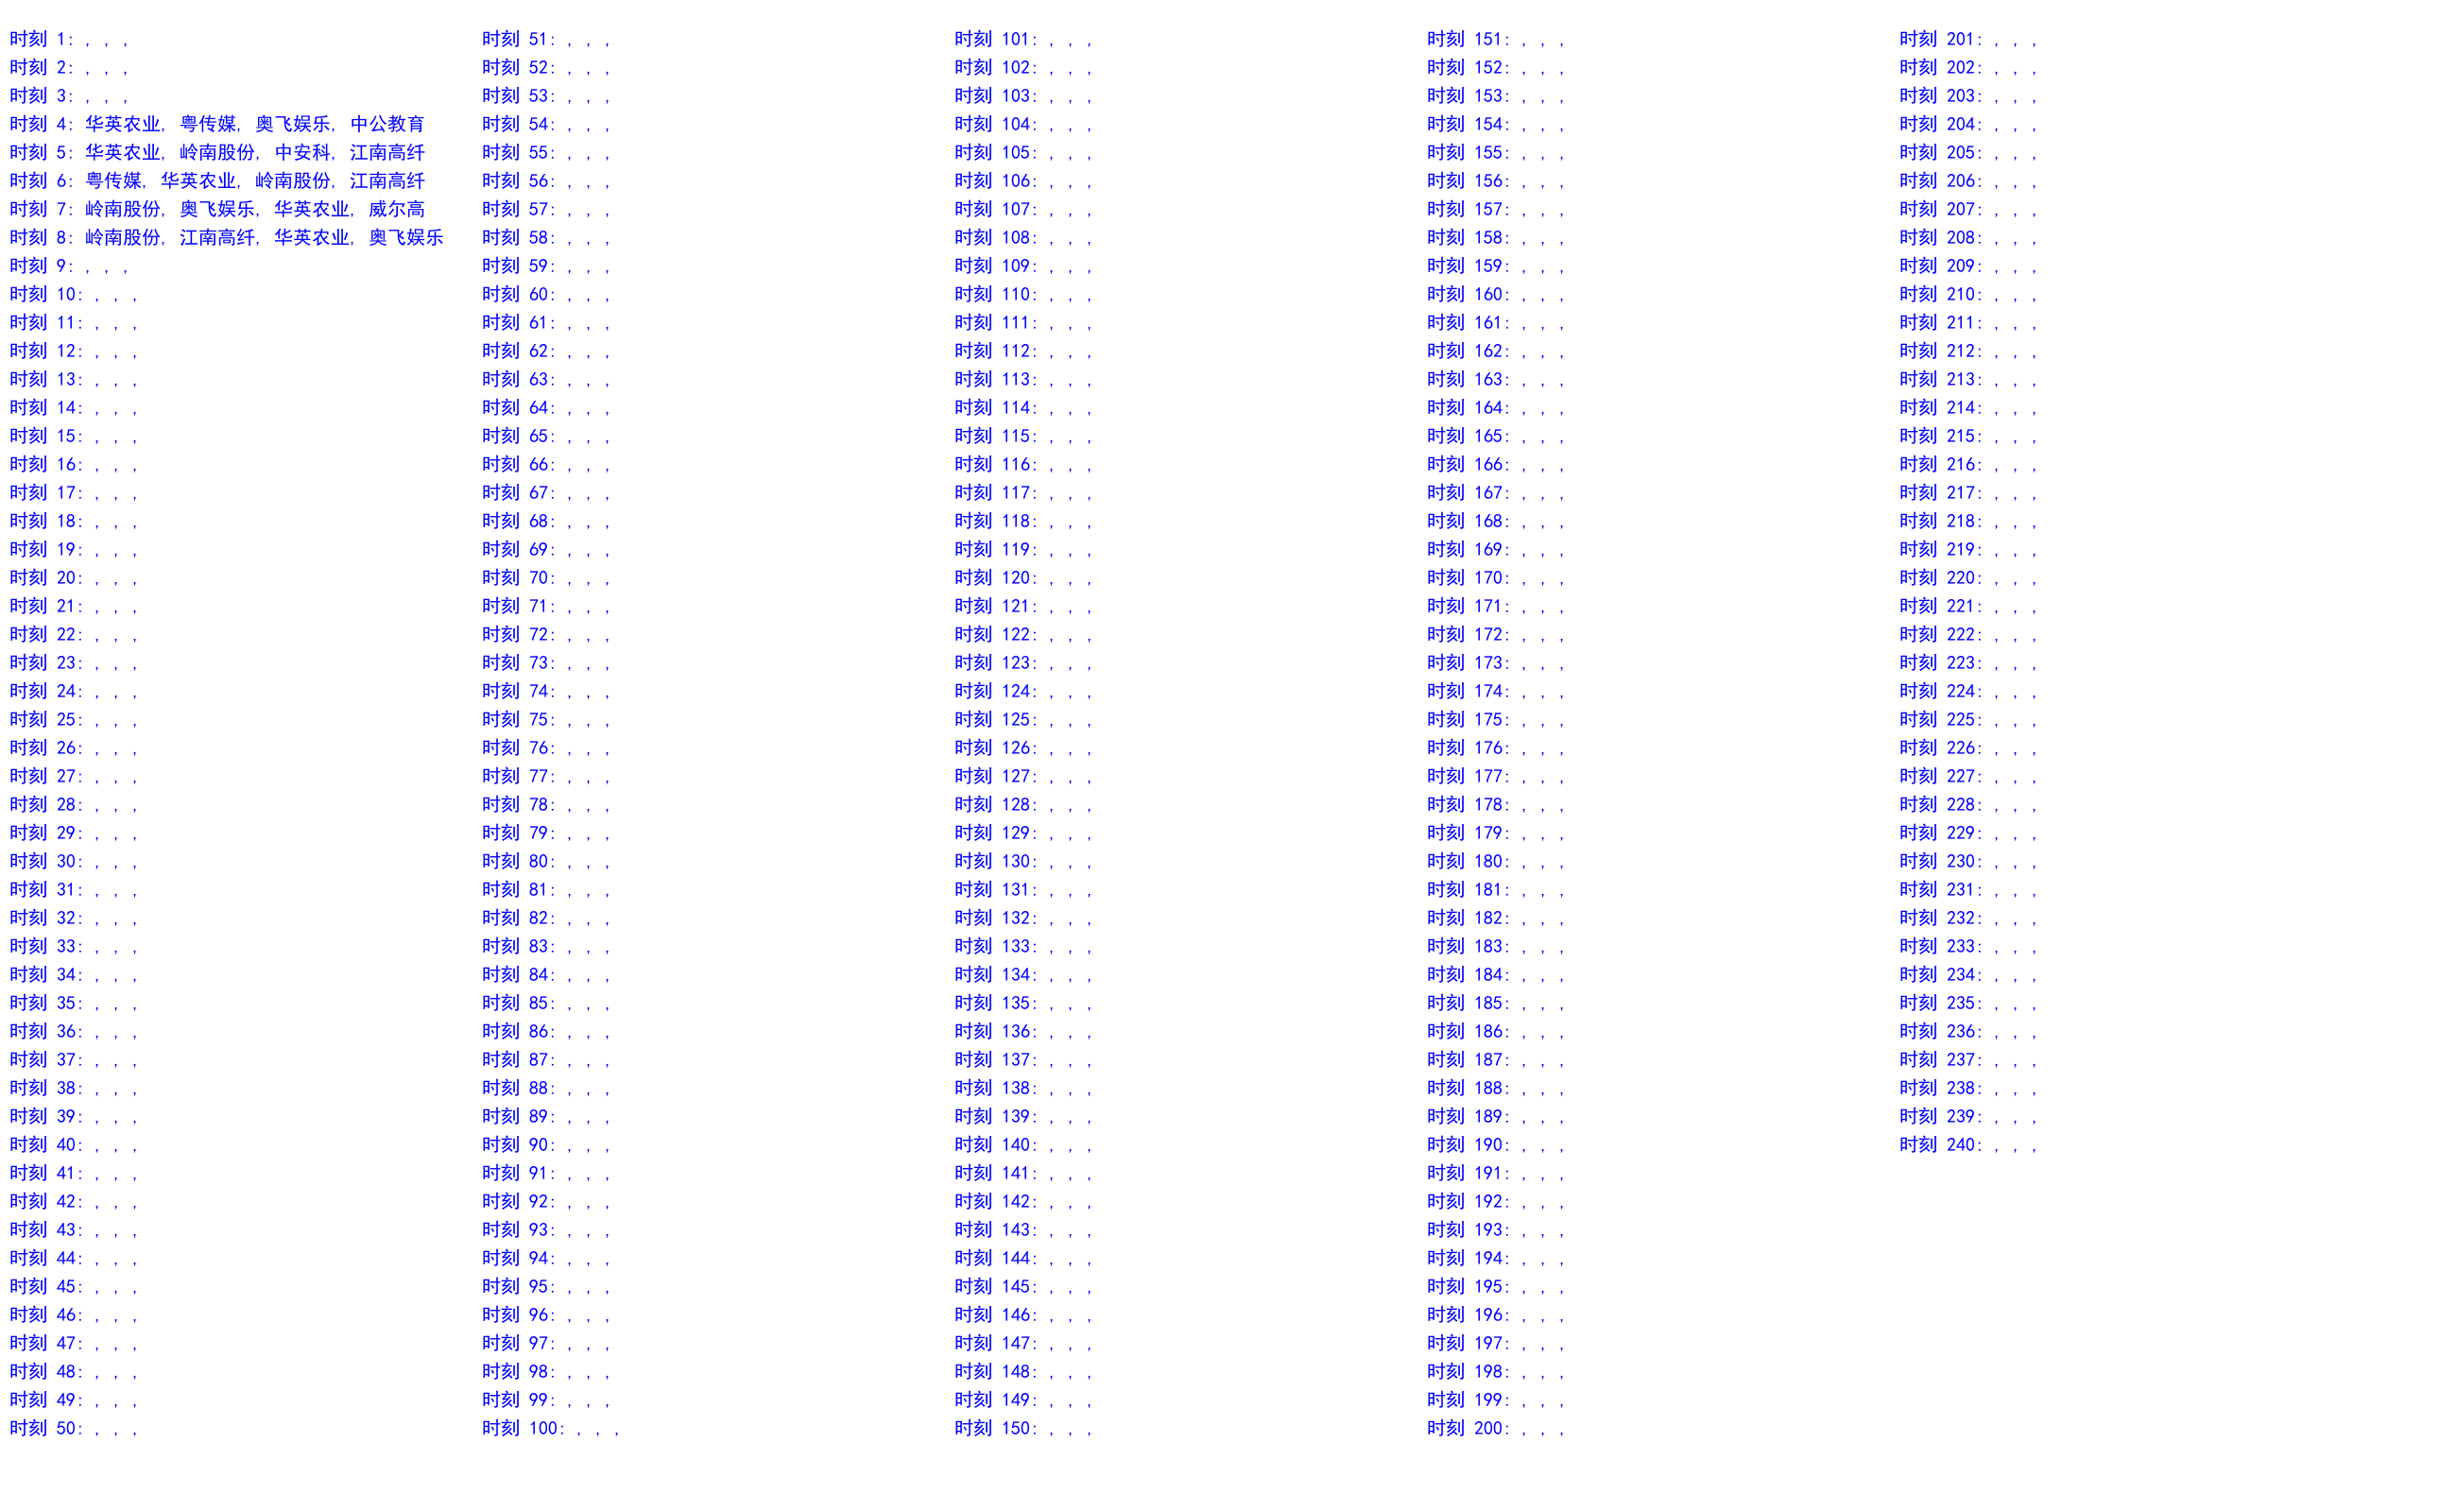 时刻 1: , , ,
时刻 2: , , ,
时刻 3: , , ,
时刻 4: 华英农业, 粤传媒, 奥飞娱乐, 中公教育
时刻 5: 华英农业, 岭南股份, 中安科, 江南高纤
时刻 6: 粤传媒, 华英农业, 岭南股份, 江南高纤
时刻 7: 岭南股份, 奥飞娱乐, 华英农业, 威尔高
时刻 8: 岭南股份, 江南高纤, 华英农业, 奥飞娱乐
时刻 9: , , ,
时刻 10: , , ,
时刻 11: , , ,
时刻 12: , , ,
时刻 13: , , ,
时刻 14: , , ,
时刻 15: , , ,
时刻 16: , , ,
时刻 17: , , ,
时刻 18: , , ,
时刻 19: , , ,
时刻 20: , , ,
时刻 21: , , ,
时刻 22: , , ,
时刻 23: , , ,
时刻 24: , , ,
时刻 25: , , ,
时刻 26: , , ,
时刻 27: , , ,
时刻 28: , , ,
时刻 29: , , ,
时刻 30: , , ,
时刻 31: , , ,
时刻 32: , , ,
时刻 33: , , ,
时刻 34: , , ,
时刻 35: , , ,
时刻 36: , , ,
时刻 37: , , ,
时刻 38: , , ,
时刻 39: , , ,
时刻 40: , , ,
时刻 41: , , ,
时刻 42: , , ,
时刻 43: , , ,
时刻 44: , , ,
时刻 45: , , ,
时刻 46: , , ,
时刻 47: , , ,
时刻 48: , , ,
时刻 49: , , ,
时刻 50: , , ,
时刻 51: , , ,
时刻 52: , , ,
时刻 53: , , ,
时刻 54: , , ,
时刻 55: , , ,
时刻 56: , , ,
时刻 57: , , ,
时刻 58: , , ,
时刻 59: , , ,
时刻 60: , , ,
时刻 61: , , ,
时刻 62: , , ,
时刻 63: , , ,
时刻 64: , , ,
时刻 65: , , ,
时刻 66: , , ,
时刻 67: , , ,
时刻 68: , , ,
时刻 69: , , ,
时刻 70: , , ,
时刻 71: , , ,
时刻 72: , , ,
时刻 73: , , ,
时刻 74: , , ,
时刻 75: , , ,
时刻 76: , , ,
时刻 77: , , ,
时刻 78: , , ,
时刻 79: , , ,
时刻 80: , , ,
时刻 81: , , ,
时刻 82: , , ,
时刻 83: , , ,
时刻 84: , , ,
时刻 85: , , ,
时刻 86: , , ,
时刻 87: , , ,
时刻 88: , , ,
时刻 89: , , ,
时刻 90: , , ,
时刻 91: , , ,
时刻 92: , , ,
时刻 93: , , ,
时刻 94: , , ,
时刻 95: , , ,
时刻 96: , , ,
时刻 97: , , ,
时刻 98: , , ,
时刻 99: , , ,
时刻 100: , , ,
时刻 101: , , ,
时刻 102: , , ,
时刻 103: , , ,
时刻 104: , , ,
时刻 105: , , ,
时刻 106: , , ,
时刻 107: , , ,
时刻 108: , , ,
时刻 109: , , ,
时刻 110: , , ,
时刻 111: , , ,
时刻 112: , , ,
时刻 113: , , ,
时刻 114: , , ,
时刻 115: , , ,
时刻 116: , , ,
时刻 117: , , ,
时刻 118: , , ,
时刻 119: , , ,
时刻 120: , , ,
时刻 121: , , ,
时刻 122: , , ,
时刻 123: , , ,
时刻 124: , , ,
时刻 125: , , ,
时刻 126: , , ,
时刻 127: , , ,
时刻 128: , , ,
时刻 129: , , ,
时刻 130: , , ,
时刻 131: , , ,
时刻 132: , , ,
时刻 133: , , ,
时刻 134: , , ,
时刻 135: , , ,
时刻 136: , , ,
时刻 137: , , ,
时刻 138: , , ,
时刻 139: , , ,
时刻 140: , , ,
时刻 141: , , ,
时刻 142: , , ,
时刻 143: , , ,
时刻 144: , , ,
时刻 145: , , ,
时刻 146: , , ,
时刻 147: , , ,
时刻 148: , , ,
时刻 149: , , ,
时刻 150: , , ,
时刻 151: , , ,
时刻 152: , , ,
时刻 153: , , ,
时刻 154: , , ,
时刻 155: , , ,
时刻 156: , , ,
时刻 157: , , ,
时刻 158: , , ,
时刻 159: , , ,
时刻 160: , , ,
时刻 161: , , ,
时刻 162: , , ,
时刻 163: , , ,
时刻 164: , , ,
时刻 165: , , ,
时刻 166: , , ,
时刻 167: , , ,
时刻 168: , , ,
时刻 169: , , ,
时刻 170: , , ,
时刻 171: , , ,
时刻 172: , , ,
时刻 173: , , ,
时刻 174: , , ,
时刻 175: , , ,
时刻 176: , , ,
时刻 177: , , ,
时刻 178: , , ,
时刻 179: , , ,
时刻 180: , , ,
时刻 181: , , ,
时刻 182: , , ,
时刻 183: , , ,
时刻 184: , , ,
时刻 185: , , ,
时刻 186: , , ,
时刻 187: , , ,
时刻 188: , , ,
时刻 189: , , ,
时刻 190: , , ,
时刻 191: , , ,
时刻 192: , , ,
时刻 193: , , ,
时刻 194: , , ,
时刻 195: , , ,
时刻 196: , , ,
时刻 197: , , ,
时刻 198: , , ,
时刻 199: , , ,
时刻 200: , , ,
时刻 201: , , ,
时刻 202: , , ,
时刻 203: , , ,
时刻 204: , , ,
时刻 205: , , ,
时刻 206: , , ,
时刻 207: , , ,
时刻 208: , , ,
时刻 209: , , ,
时刻 210: , , ,
时刻 211: , , ,
时刻 212: , , ,
时刻 213: , , ,
时刻 214: , , ,
时刻 215: , , ,
时刻 216: , , ,
时刻 217: , , ,
时刻 218: , , ,
时刻 219: , , ,
时刻 220: , , ,
时刻 221: , , ,
时刻 222: , , ,
时刻 223: , , ,
时刻 224: , , ,
时刻 225: , , ,
时刻 226: , , ,
时刻 227: , , ,
时刻 228: , , ,
时刻 229: , , ,
时刻 230: , , ,
时刻 231: , , ,
时刻 232: , , ,
时刻 233: , , ,
时刻 234: , , ,
时刻 235: , , ,
时刻 236: , , ,
时刻 237: , , ,
时刻 238: , , ,
时刻 239: , , ,
时刻 240: , , ,